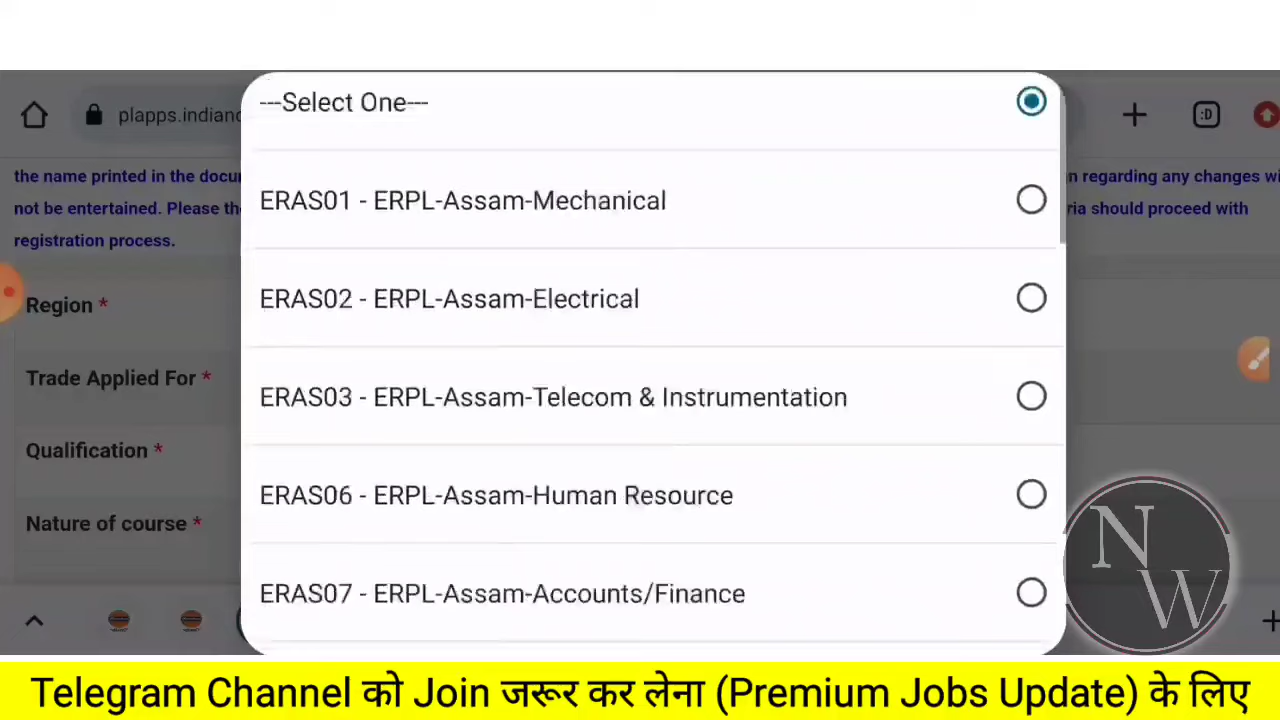 ---Select One---
plapps.indianc
:D
the name printed in the docu
n regarding any changes wi
ERAS01 - ERPL-Assam-Mechanical
not be entertained. Please the
ria should proceed with
registration process.
Region *
ERAS02 - ERPL-Assam-Electrical
Trade Applied For *
ERAS03 - ERPL-Assam-Telecom & Instrumentation
Qualification *
ERAS06 - ERPL-Assam-Human Resource
Nature of course *
ERAS07 - ERPL-Assam-Accounts/Finance
N
W
Telegram Channel को Join जरूर कर लेना (Premium Jobs Update) के लिए